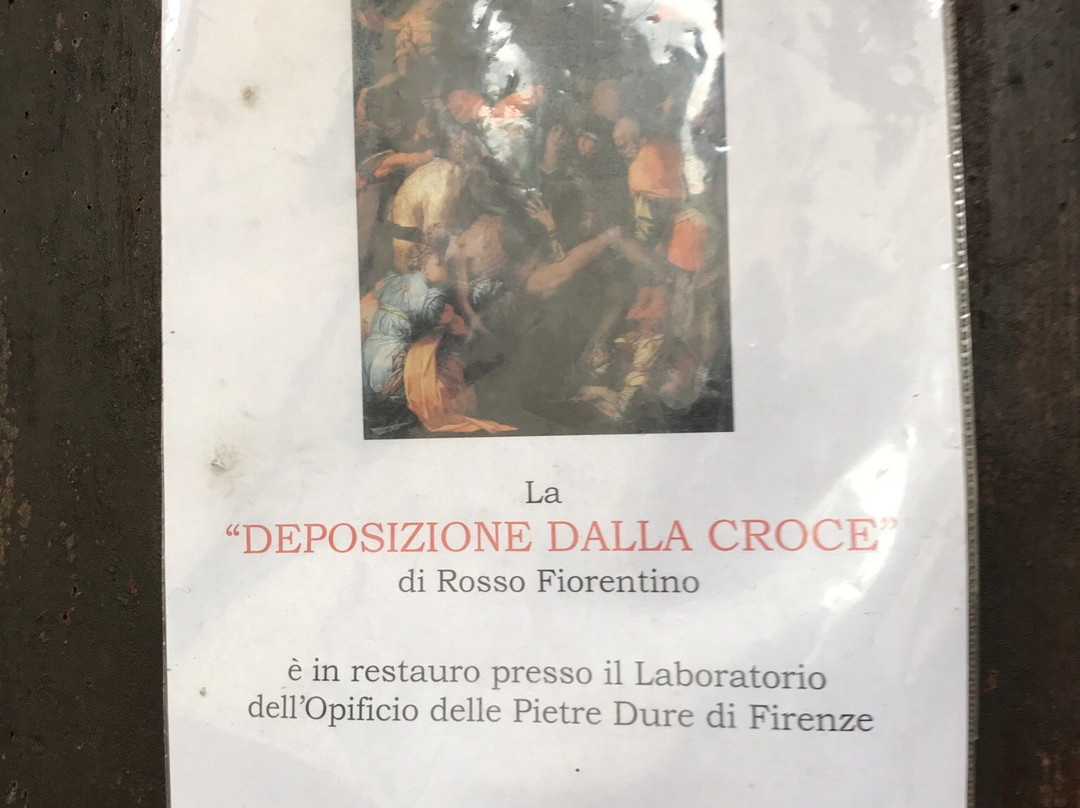 La
“DEPOSIZIONE DALLA CROCE”
di Rosso Fiorentino
è in restauro presso il Laboratorio
dell'Opificio delle Pietre Dure di Firenze